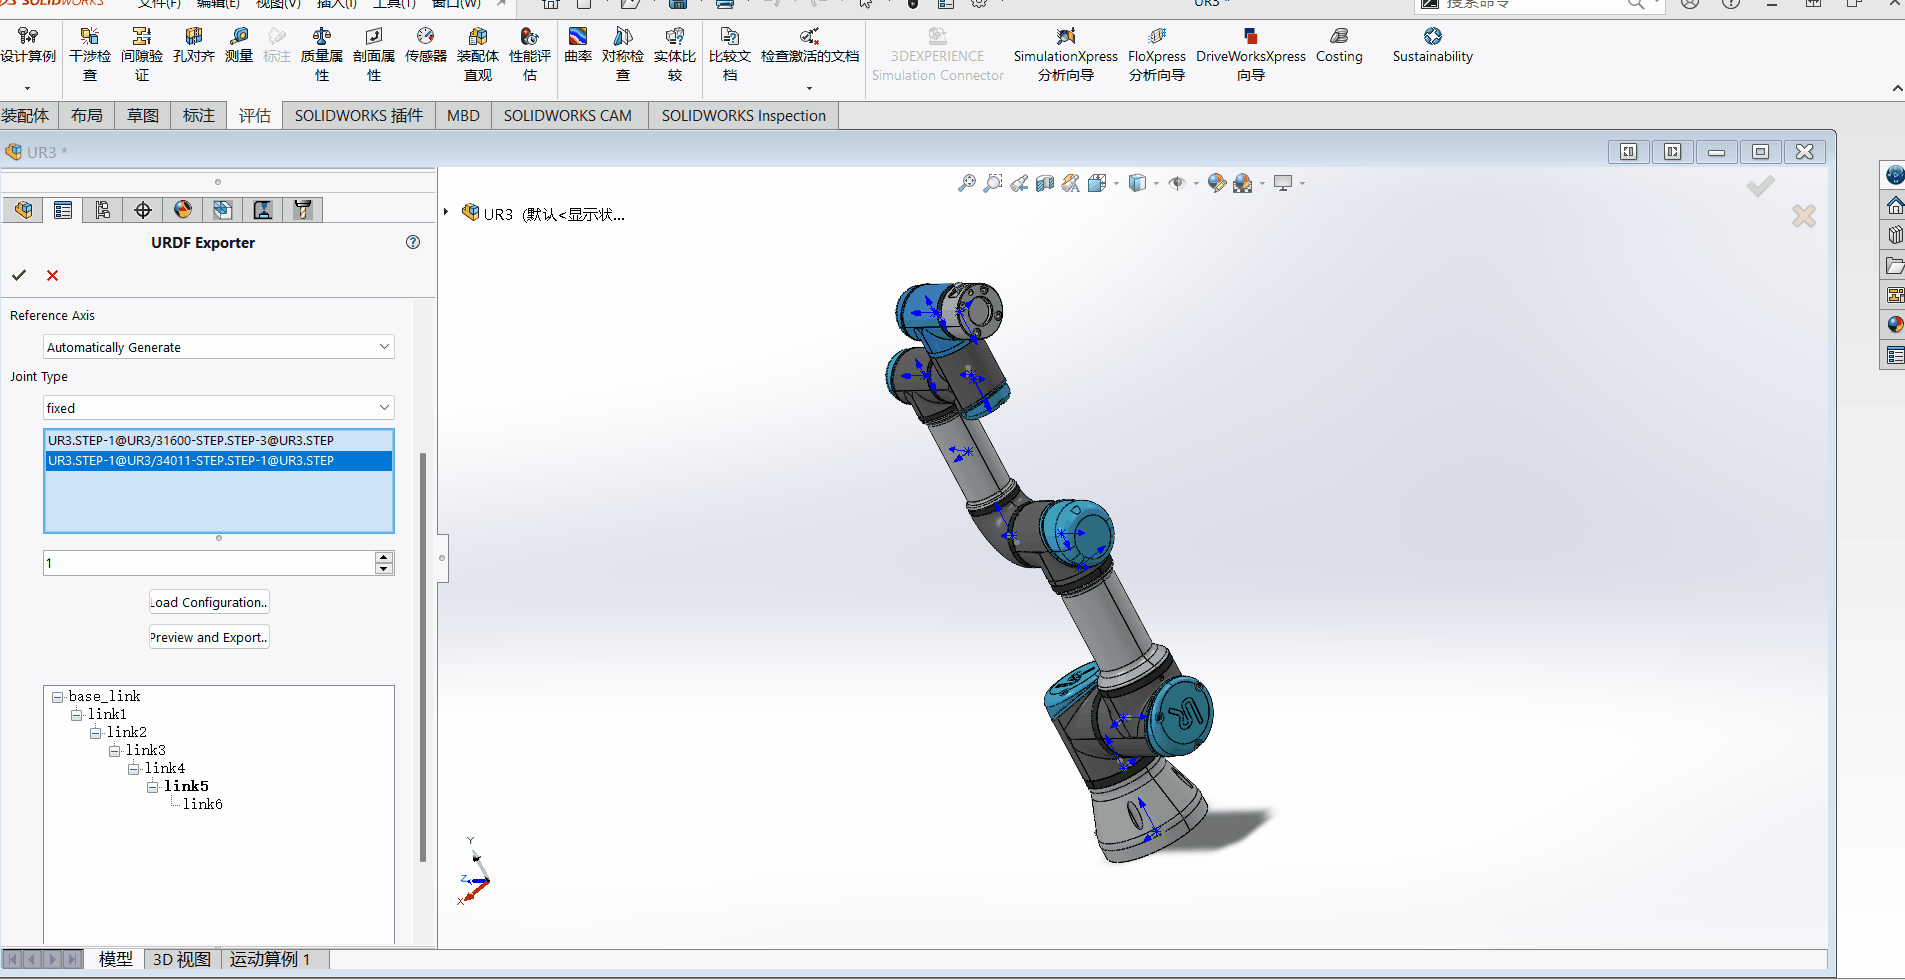 SOLIDWORKS 文件(F) 编辑(E) 视图(V) 插入(I) 工具(T) 窗口(W) UR3 * 搜索命令
设计算例
干涉检查
间隙验证
孔对齐
测量
标注
质量属性
剖面属性
传感器
装配体直观
性能评估
曲率
对称检查
实体比较
比较文档
检查激活的文档
3DEXPERIENCE
Simulation Connector
SimulationXpress
分析向导
FloXpress
分析向导
DriveWorksXpress
向导
Costing
Sustainability
装配体 布局 草图 标注 评估 SOLIDWORKS 插件 MBD SOLIDWORKS CAM SOLIDWORKS Inspection
UR3 *
UR3 (默认<显示状...
URDF Exporter
Reference Axis
Automatically Generate
Joint Type
fixed
UR3.STEP-1@UR3/31600-STEP.STEP-3@UR3.STEP
UR3.STEP-1@UR3/34011-STEP.STEP-1@UR3.STEP
1
Load Configuration..
Preview and Export..
base_link
link1
link2
link3
link4
link5
link6
Y
Z
X
模型 3D 视图 运动算例 1